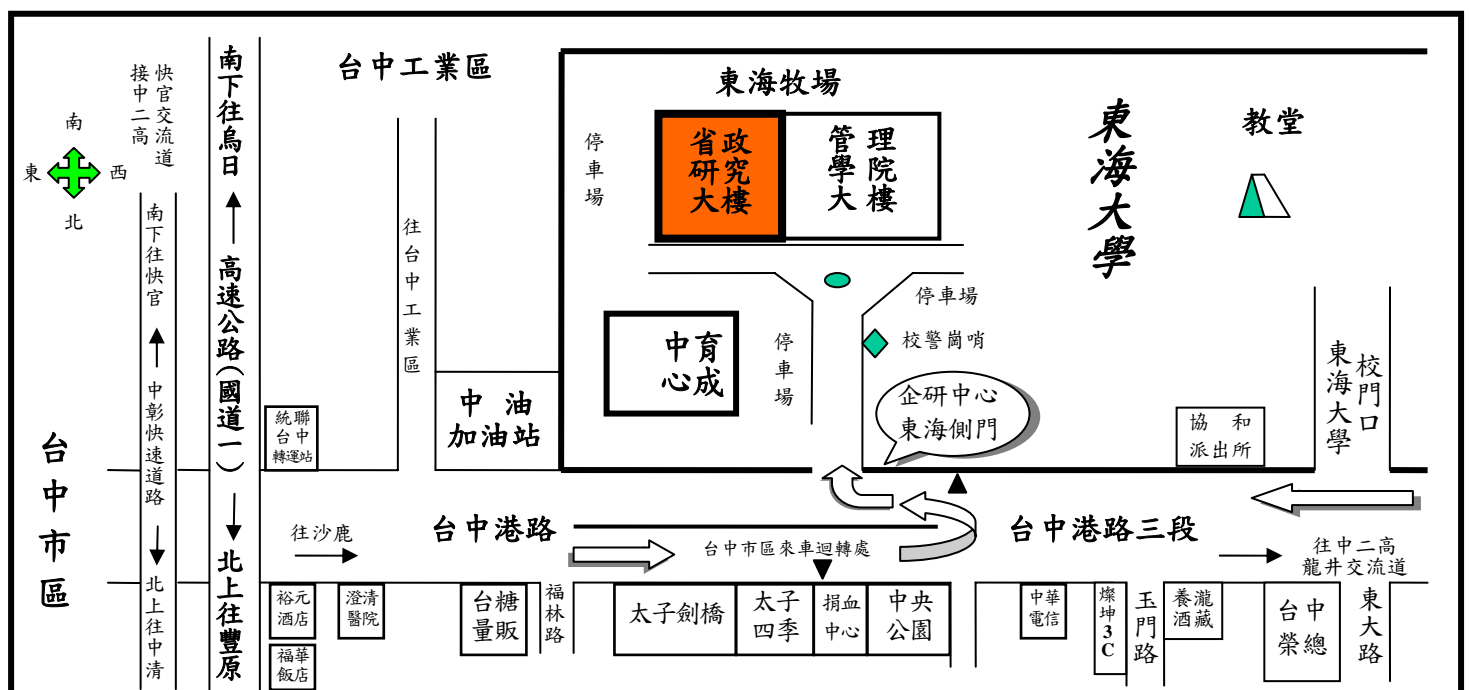 台中工業區
東海牧場
東海大學
教堂
快官交流道
接中二高
南
東
西
北
南下往烏日
高速公路(國道一)
北上往豐原
南下往快官
中彰快速道路
北上往中清
台中市區
往台中工業區
停車場
省政
研究
大樓
管理
學院
大樓
停車場
校警崗哨
育成
中心
停車場
企研中心
東海側門
統聯
台中
轉運站
中油
加油站
協和
派出所
東海大學
校門口
往沙鹿
台中港路
台中市區來車迴轉處
台中港路三段
往中二高
龍井交流道
裕元
酒店
福華
飯店
澄清
醫院
台糖
量販
福林路
太子劍橋
太子
四季
捐血
中心
中央
公園
中華
電信
燦坤3C
玉門路
養瀧
酒藏
台中
榮總
東大路